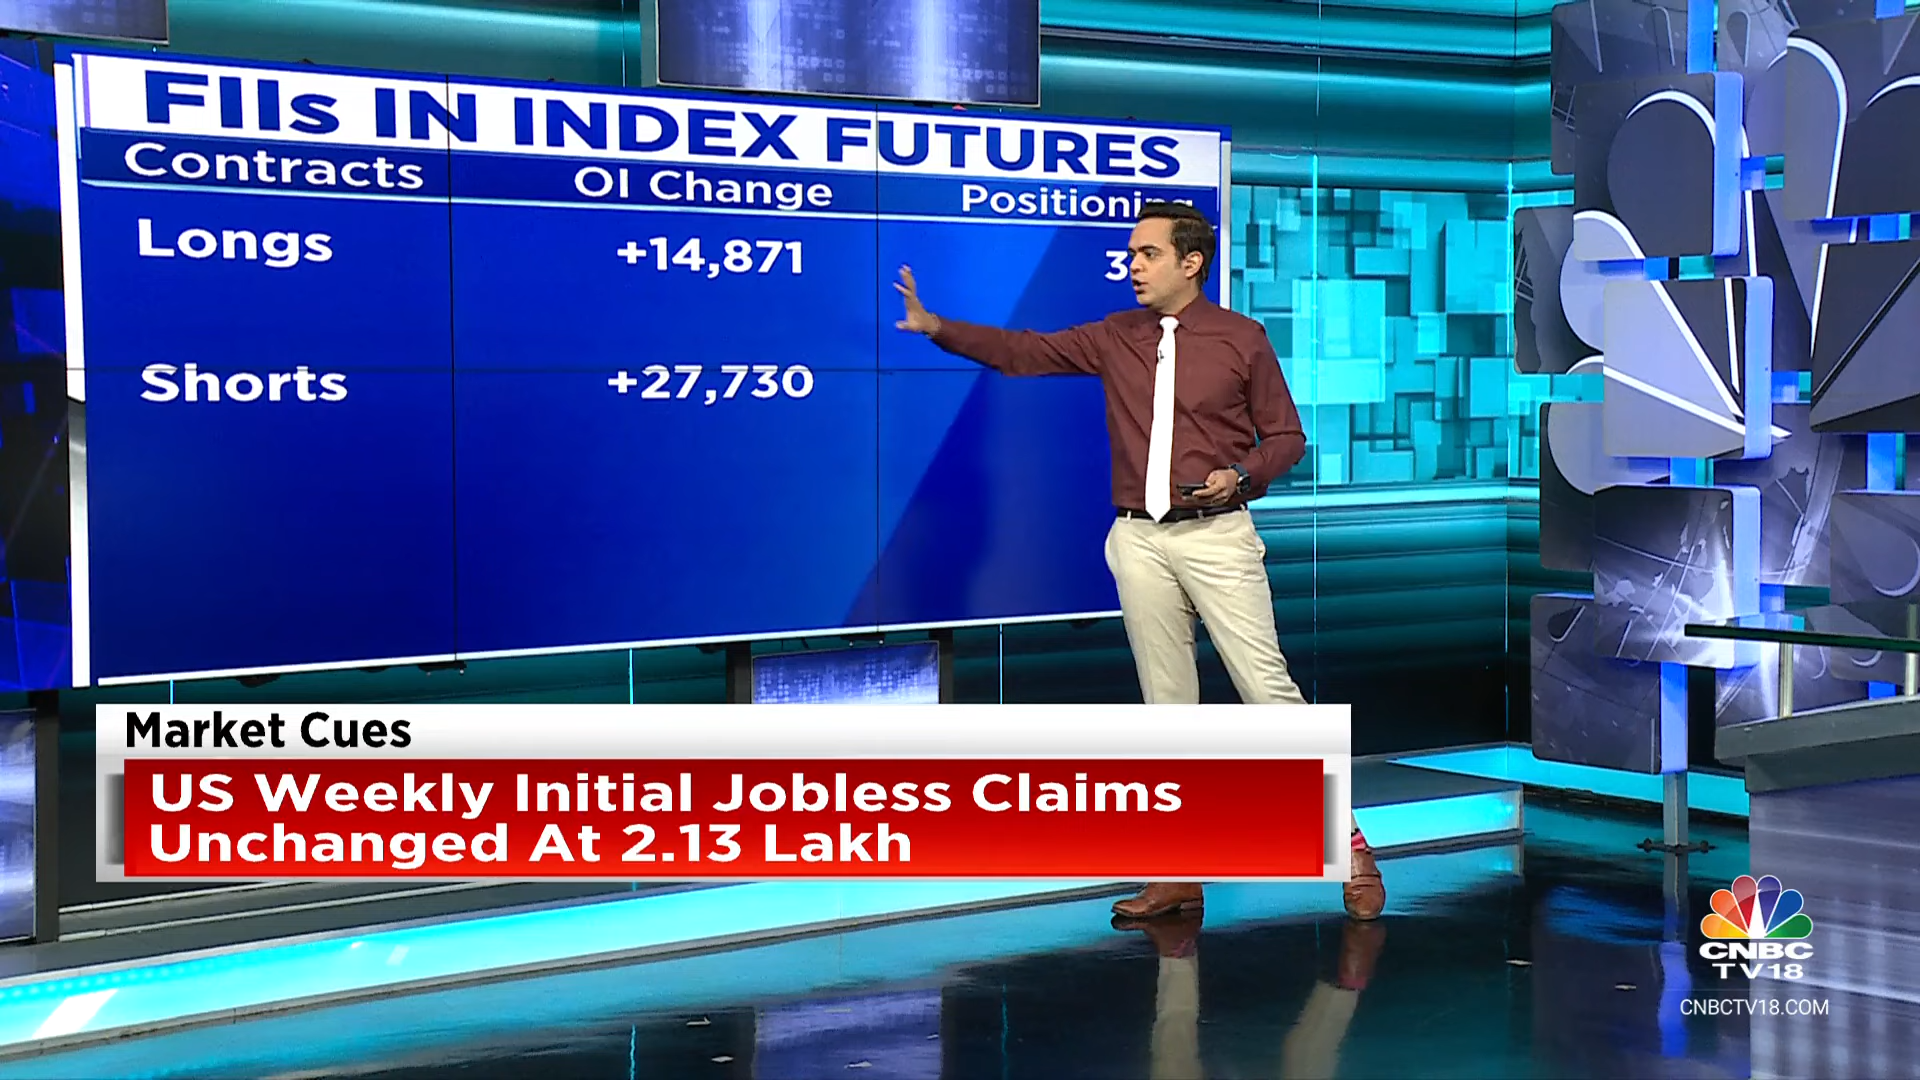 FIIs IN INDEX FUTURES
Contracts OI Change Positioning
Longs +14,871
Shorts +27,730
Market Cues
US Weekly Initial Jobless Claims
Unchanged At 2.13 Lakh
CNBC
TV18
CNBCTV18.COM